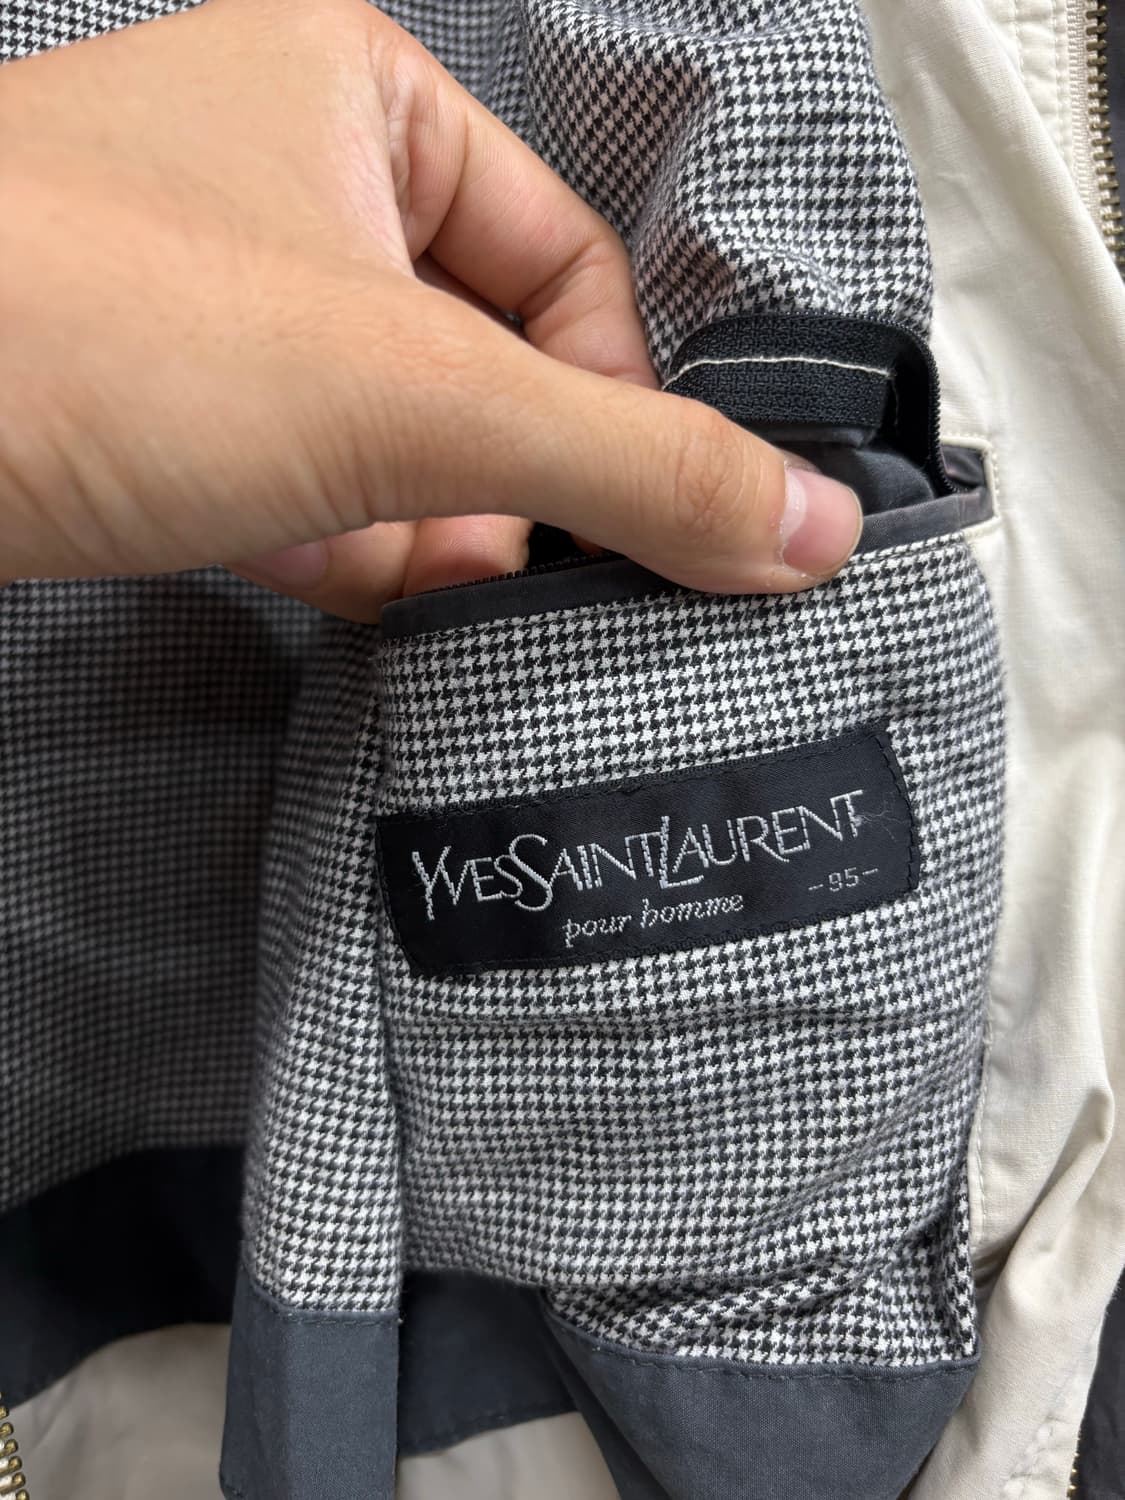 YVESSAINTLAURENT
pour homme
-95-